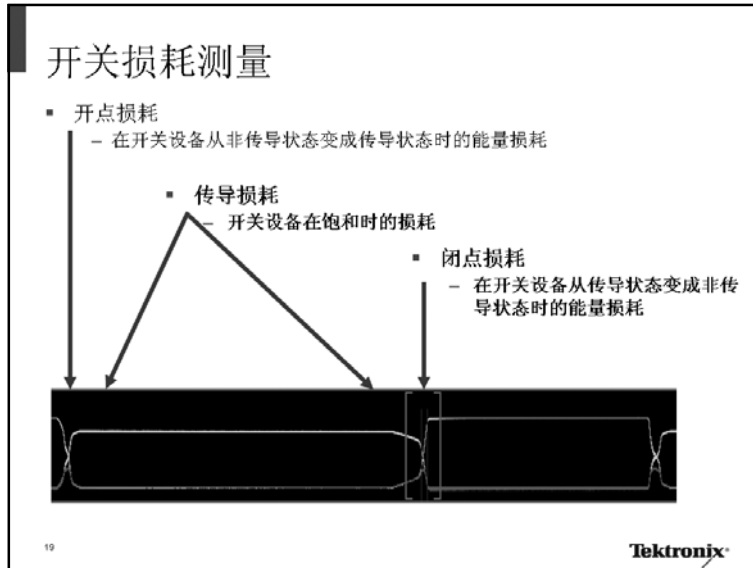 开关损耗测量
▪ 开点损耗
– 在开关设备从非传导状态变成传导状态时的能量损耗
▪ 传导损耗
– 开关设备在饱和时的损耗
▪ 闭点损耗
– 在开关设备从传导状态变成非传
导状态时的能量损耗
19
Tektronix